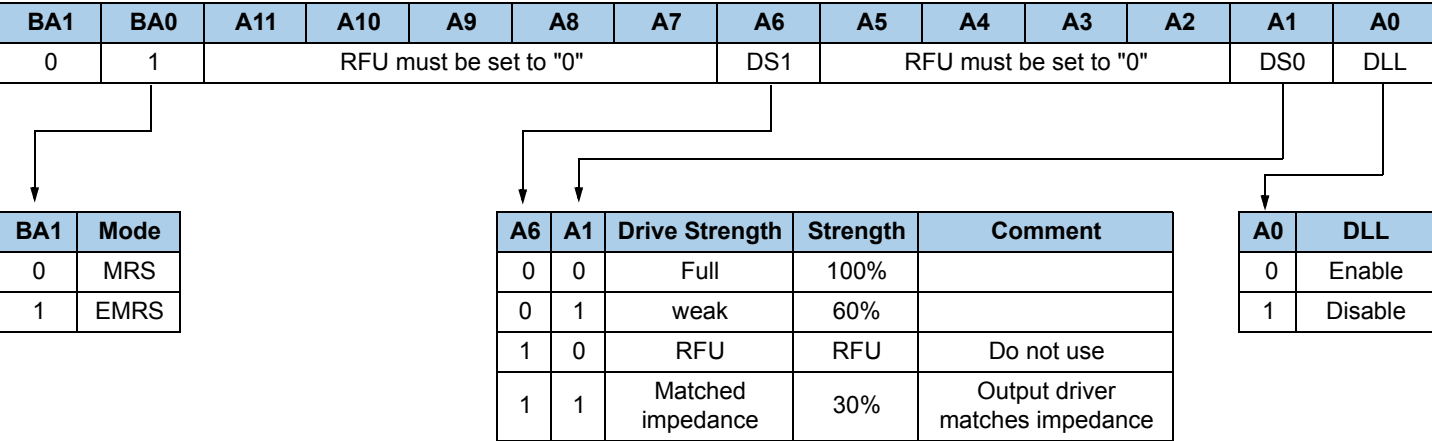 BA1 BA0 A11 A10 A9 A8 A7 A6 A5 A4 A3 A2 A1 A0
0 1 RFU must be set to "0" DS1 RFU must be set to "0" DS0 DLL
BA1 Mode
0 MRS
1 EMRS
A6 A1 Drive Strength Strength Comment
0 0 Full 100%
0 1 weak 60%
1 0 RFU RFU Do not use
1 1 Matched impedance 30% Output driver matches impedance
A0 DLL
0 Enable
1 Disable